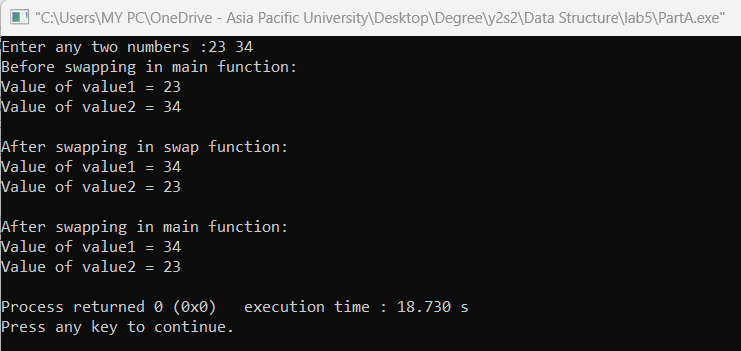 "C:\Users\MY PC\OneDrive - Asia Pacific University\Desktop\Degree\y2s2\Data Structure\lab5\PartA.exe"
Enter any two numbers :23 34
Before swapping in main function:
Value of value1 = 23
Value of value2 = 34
After swapping in swap function:
Value of value1 = 34
Value of value2 = 23
After swapping in main function:
Value of value1 = 34
Value of value2 = 23
Process returned 0 (0x0)   execution time : 18.730 s
Press any key to continue.